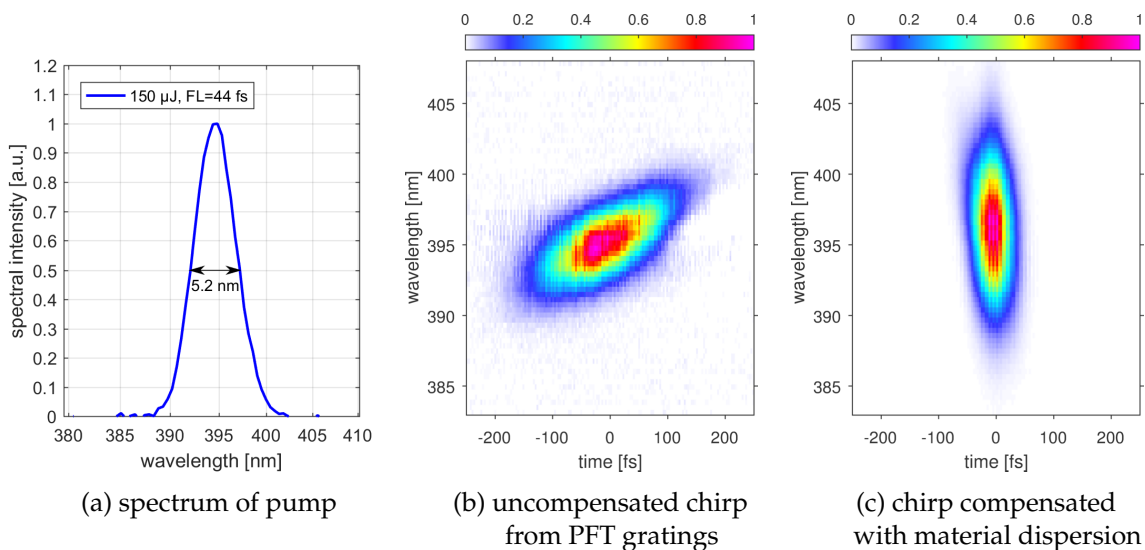 1.2
1.1
1
0.9
0.8
0.7
0.6
0.5
0.4
0.3
0.2
0.1
0
spectral intensity [a.u.]
150 µJ, FL=44 fs
5.2 nm
380 385 390 395 400 405 410
wavelength [nm]
(a) spectrum of pump
0 0.2 0.4 0.6 0.8 1
405
400
395
390
385
wavelength [nm]
-200 -100 0 100 200
time [fs]
(b) uncompensated chirp
from PFT gratings
0 0.2 0.4 0.6 0.8 1
405
400
395
390
385
wavelength [nm]
-200 -100 0 100 200
time [fs]
(c) chirp compensated
with material dispersion